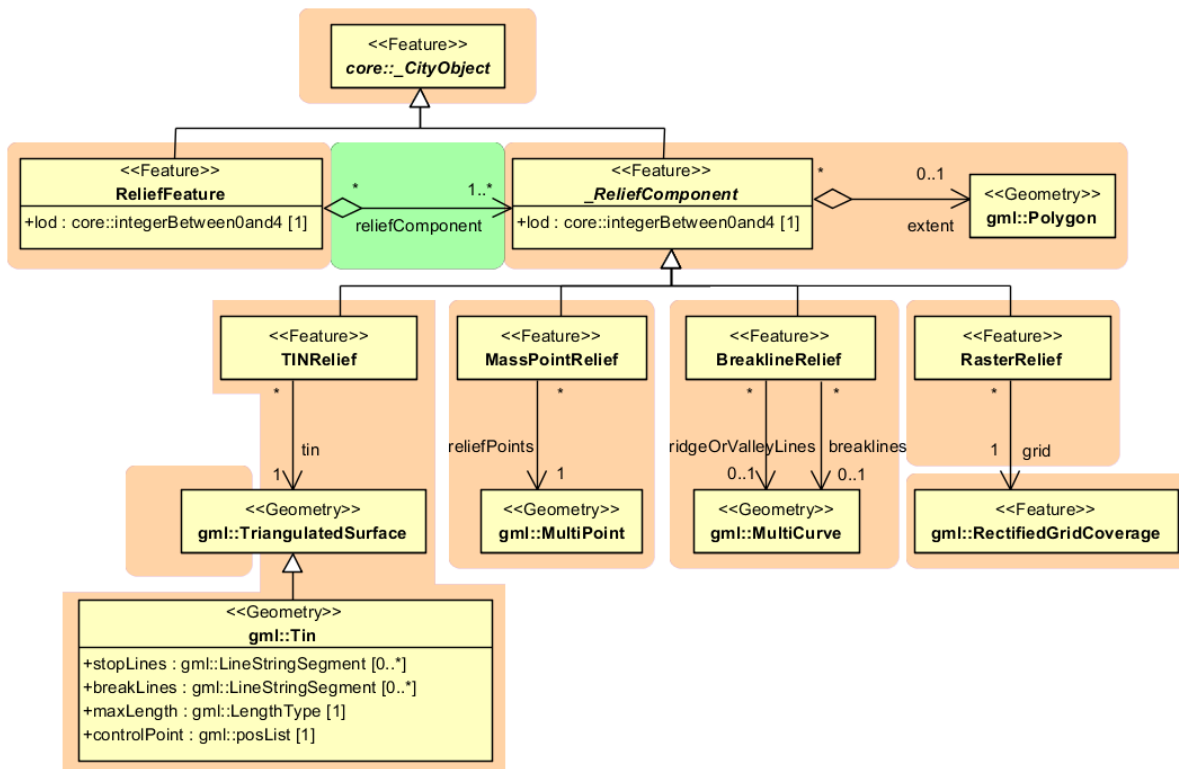 <<Feature>>
core::_CityObject
<<Feature>>
ReliefFeature
+lod : core::integerBetween0and4 [1]
*
1..*
reliefComponent
<<Feature>>
_ReliefComponent
+lod : core::integerBetween0and4 [1]
*
0..1
extent
<<Geometry>>
gml::Polygon
<<Feature>>
TINRelief
<<Feature>>
MassPointRelief
<<Feature>>
BreaklineRelief
<<Feature>>
RasterRelief
*
tin
1
*
reliefPoints
1
*
ridgeOrValleyLines
0..1
*
breaklines
0..1
*
1
grid
<<Geometry>>
gml::TriangulatedSurface
<<Geometry>>
gml::MultiPoint
<<Geometry>>
gml::MultiCurve
<<Feature>>
gml::RectifiedGridCoverage
<<Geometry>>
gml::Tin
+stopLines : gml::LineStringSegment [0..*]
+breakLines : gml::LineStringSegment [0..*]
+maxLength : gml::LengthType [1]
+controlPoint : gml::posList [1]